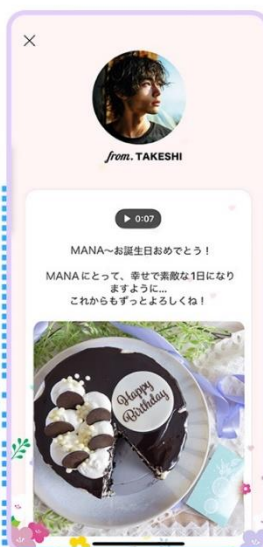 from. TAKESHI
0:07
MANA〜お誕生日おめでとう！
MANAにとって、幸せで素敵な1日になり
ますように...
これからもずっとよろしくね！
Happy
Birthday